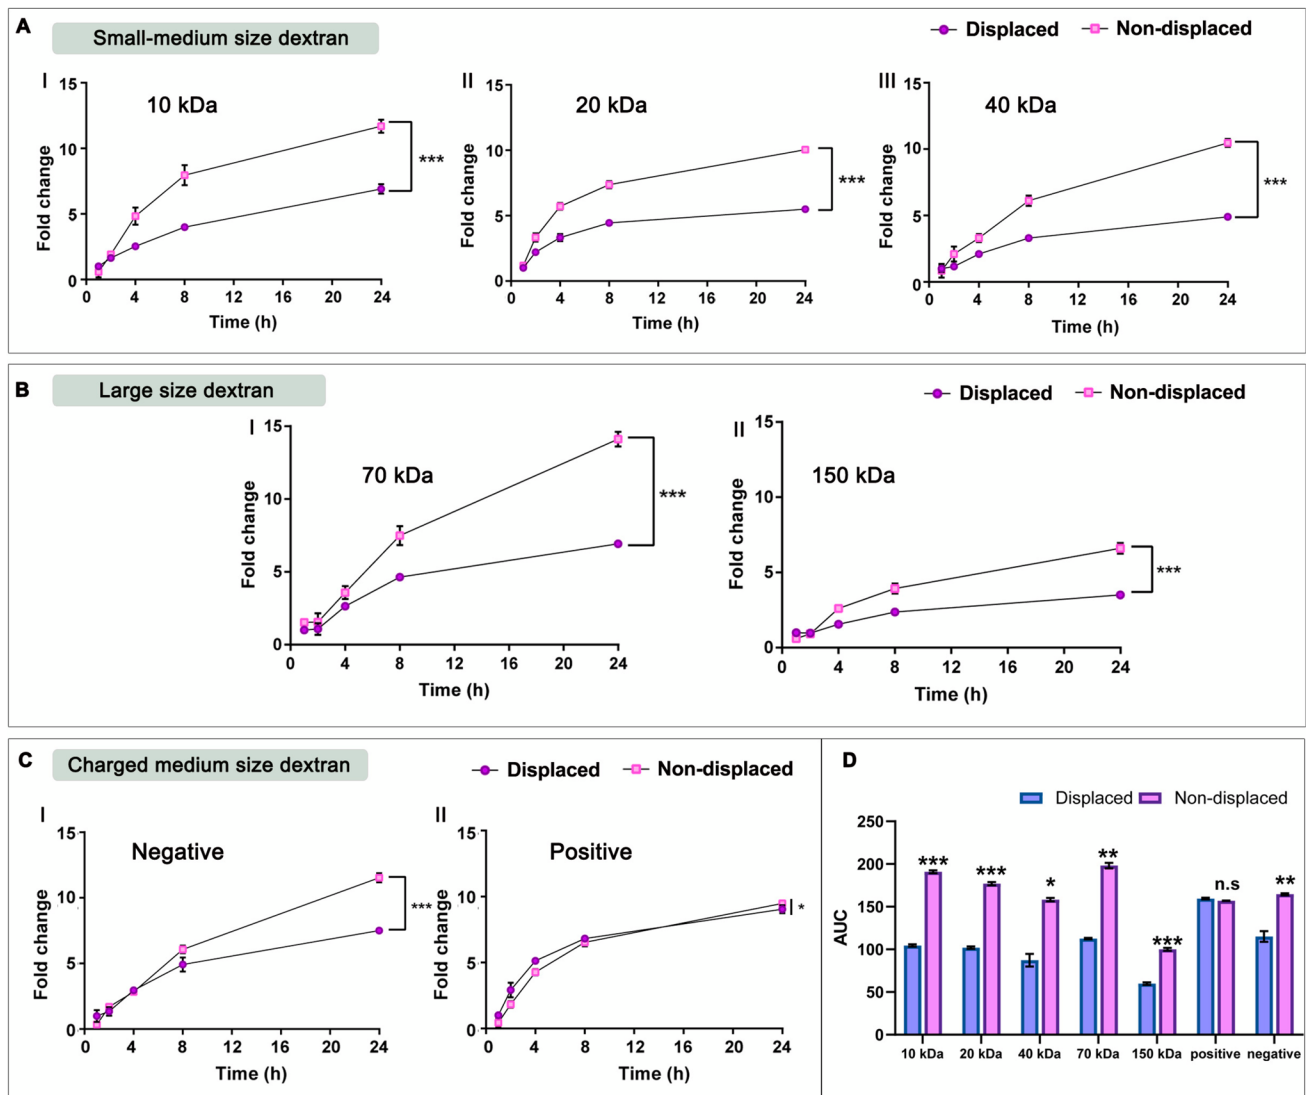 A
Small-medium size dextran
Displaced
Non-displaced
I
10 kDa
Fold change
15
10
5
0
0 4 8 12 16 20 24
Time (h)
***
II
20 kDa
Fold change
15
10
5
0
0 4 8 12 16 20 24
Time (h)
***
III
40 kDa
Fold change
15
10
5
0
0 4 8 12 16 20 24
Time (h)
***
B
Large size dextran
Displaced
Non-displaced
I
70 kDa
Fold change
15
10
5
0
0 4 8 12 16 20 24
Time (h)
***
II
150 kDa
Fold change
15
10
5
0
0 4 8 12 16 20 24
Time (h)
***
C
Charged medium size dextran
Displaced
Non-displaced
I
Negative
Fold change
15
10
5
0
0 4 8 12 16 20 24
Time (h)
***
II
Positive
Fold change
15
10
5
0
0 4 8 12 16 20 24
Time (h)
*
D
Displaced
Non-displaced
AUC
250
200
150
100
50
0
*** *** * ** *** n.s **
10 kDa 20 kDa 40 kDa 70 kDa 150 kDa positive negative